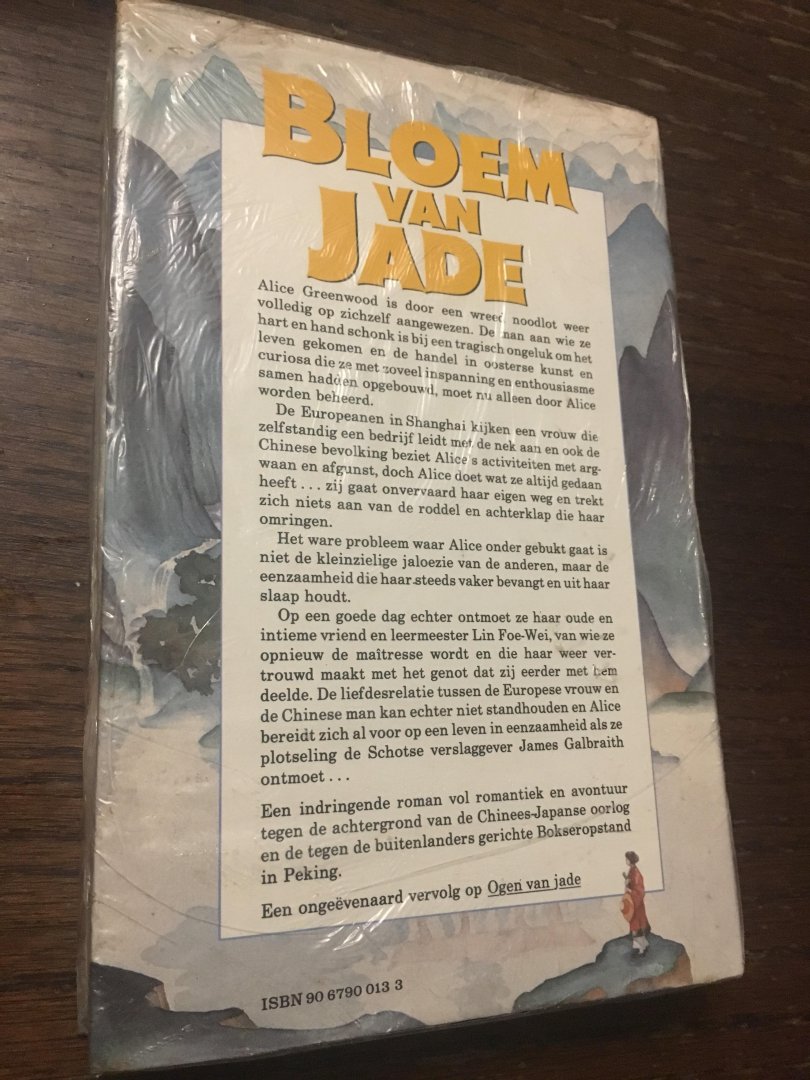 BLOEM
VAN
JADE
Alice Greenwood is door een wreed noodlot weer
volledig op zichzelf aangewezen. De man aan wie ze
hart en hand schonk is bij een tragisch ongeluk om het
leven gekomen en de handel in oosterse kunst en
curiosa die ze met zoveel inspanning en enthousiasme
samen hadden opgebouwd, moet nu alleen door Alice
worden beheerd.
De Europeanen in Shanghai kijken een vrouw die
zelfstandig een bedrijf leidt met de nek aan en ook de
Chinese bevolking beziet Alice's activiteiten met arg-
waan en afgunst, doch Alice doet wat ze altijd gedaan
heeft... zij gaat onvervaard haar eigen weg en trekt
zich niets aan van de roddel en achterklap die haar
omringen.
Het ware probleem waar Alice onder gebukt gaat is
niet de kleinzielige jaloezie van de anderen, maar de
eenzaamheid die haar steeds vaker bevangt en uit haar
slaap houdt.
Op een goede dag echter ontmoet ze haar oude en
intieme vriend en leermeester Lin Foe-Wei, van wie ze
opnieuw de maîtresse wordt en die haar weer ver-
trouwd maakt met het genot dat zij eerder met hem
deelde. De liefdesrelatie tussen de Europese vrouw en
de Chinese man kan echter niet standhouden en Alice
bereidt zich al voor op een leven in eenzaamheid als ze
plotseling de Schotse verslaggever James Galbraith
ontmoet...
Een indringende roman vol romantiek en avontuur
tegen de achtergrond van de Chinees-Japanse oorlog
en de tegen de buitenlanders gerichte Bokseropstand
in Peking.
Een ongeëvenaard vervolg op Ogen van jade
ISBN 90 6790 013 3